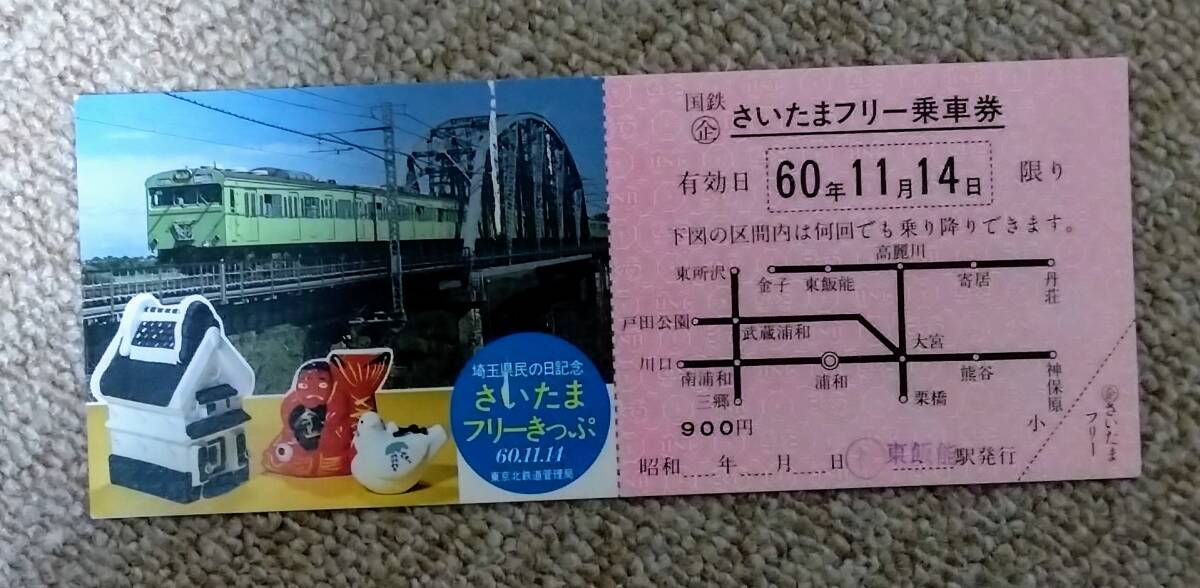 埼玉県民の日記念
さいたま
フリーきっぷ
60.11.14
東京北鉄道管理局
国鉄
企 さいたまフリー乗車券
有効日 60年11月14日 限り
下図の区間内は何回でも乗り降りできます。
高麗川
東所沢
金子 東飯能 寄居 丹荘
戸田公園
武蔵浦和 大宮
川口
南浦和 浦和 熊谷 神保原
三郷 栗橋
900円 小
昭和 年 月 日 東飯能駅発行
企さいたま
フリー